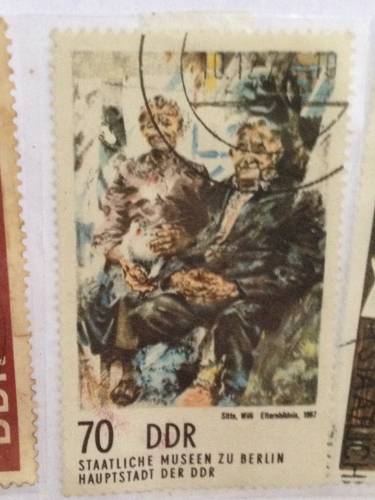 Sitte, Willi Elternbildnis, 1967
70 DDR
STAATLICHE MUSEEN ZU BERLIN
HAUPTSTADT DER DDR
DDR